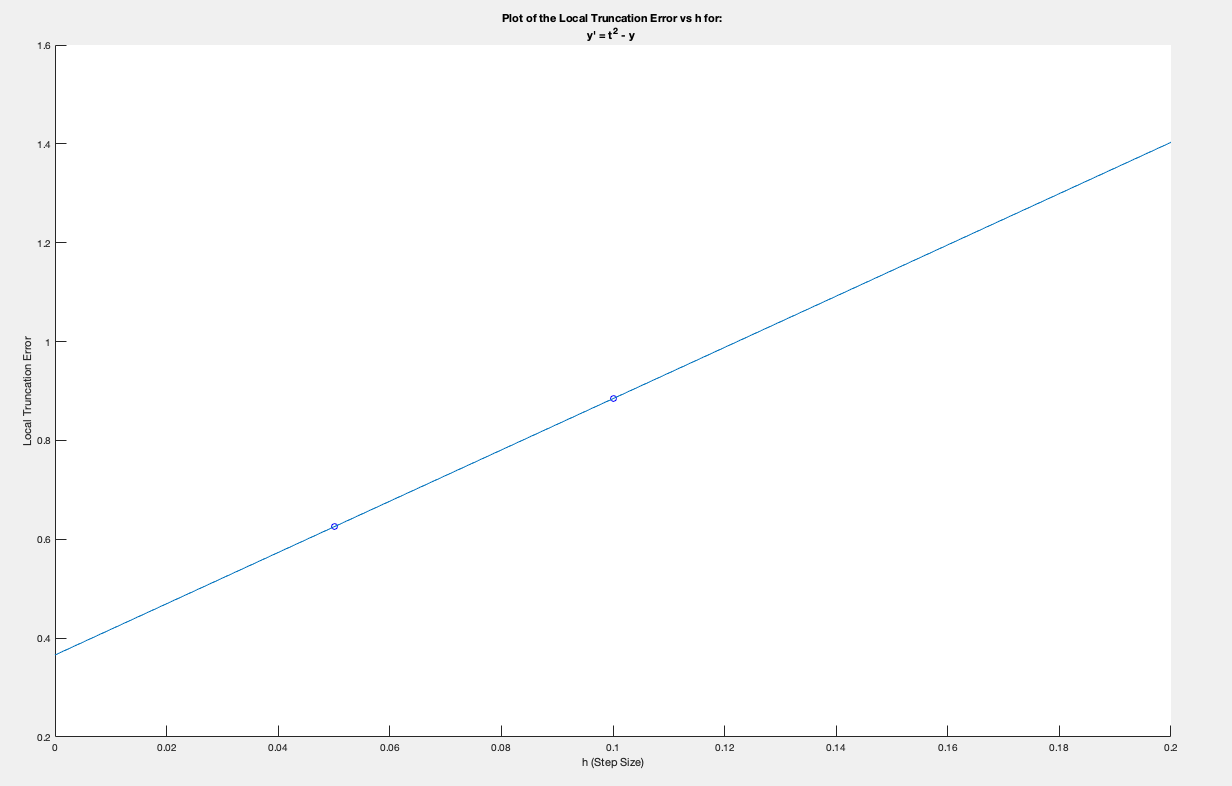 Plot of the Local Truncation Error vs h for:
y' = t² - y
1.6
1.4
1.2
1
0.8
0.6
0.4
0.2
Local Truncation Error
0 0.02 0.04 0.06 0.08 0.1 0.12 0.14 0.16 0.18 0.2
h (Step Size)